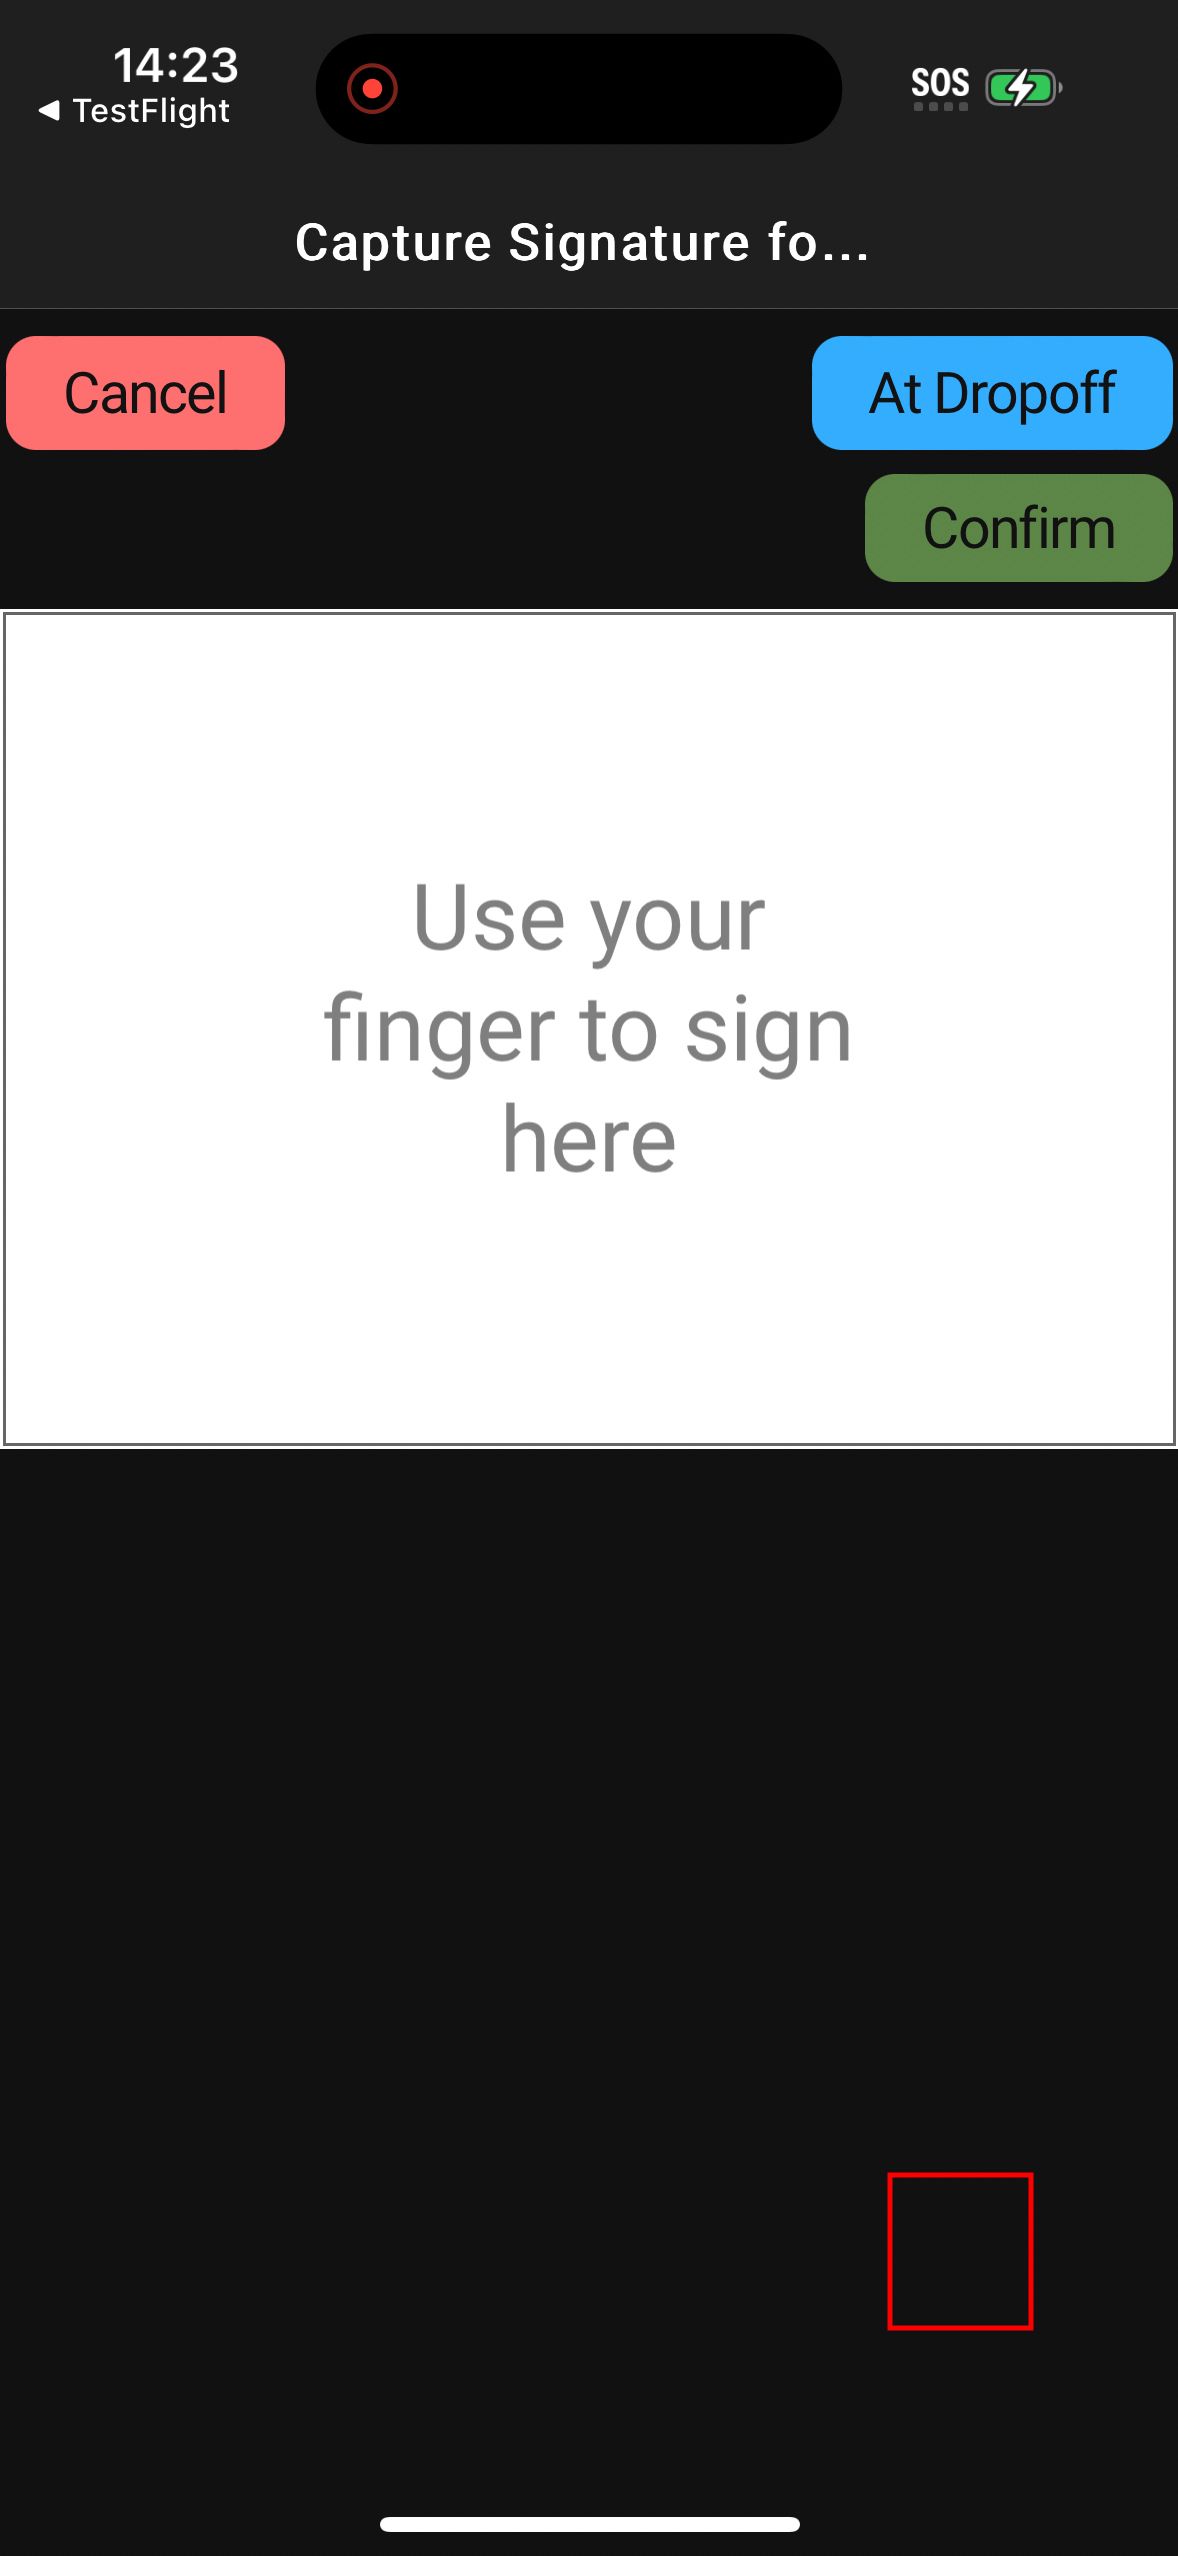 14:23
SOS
◀ TestFlight
Capture Signature fo...
Cancel
At Dropoff
Confirm
Use your
finger to sign
here